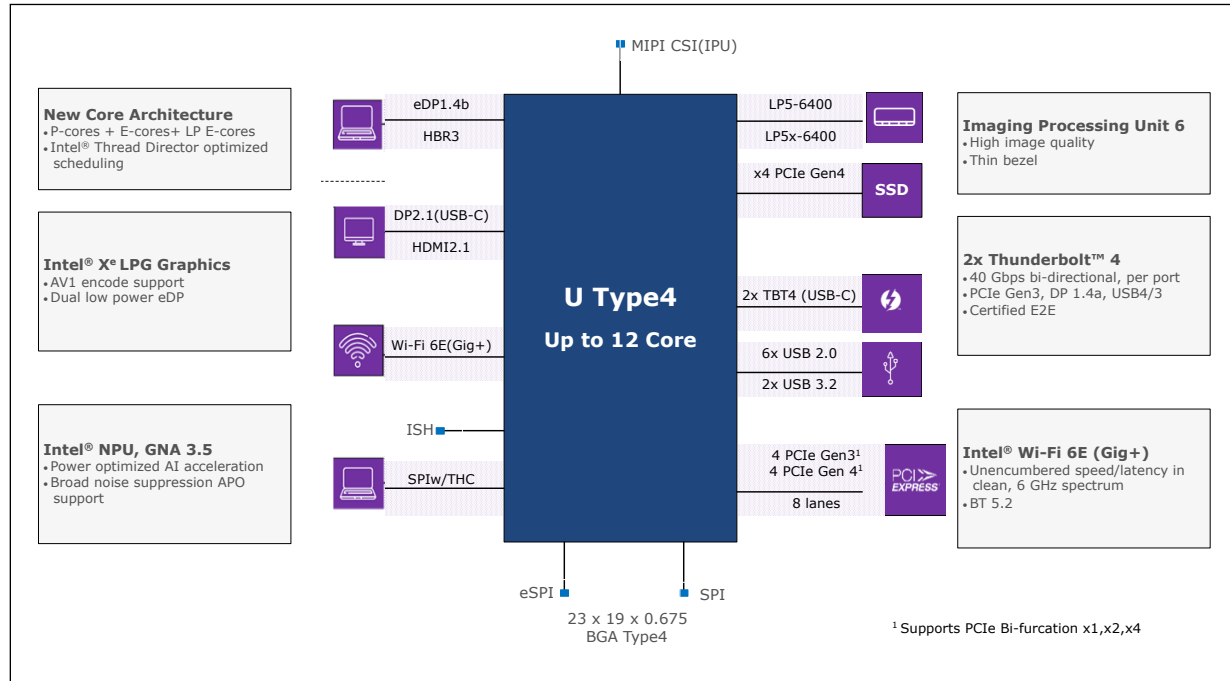 MIPI CSI(IPU)
New Core Architecture
• P-cores + E-cores+ LP E-cores
• Intel® Thread Director optimized
scheduling
Intel® Xᵉ LPG Graphics
• AV1 encode support
• Dual low power eDP
Intel® NPU, GNA 3.5
• Power optimized AI acceleration
• Broad noise suppression APO
support
eDP1.4b
HBR3
DP2.1(USB-C)
HDMI2.1
Wi-Fi 6E(Gig+)
ISH
SPIw/THC
U Type4
Up to 12 Core
LP5-6400
LP5x-6400
x4 PCIe Gen4
SSD
2x TBT4 (USB-C)
6x USB 2.0
2x USB 3.2
4 PCIe Gen3¹
4 PCIe Gen 4¹
8 lanes
PCI
EXPRESS®
Imaging Processing Unit 6
• High image quality
• Thin bezel
2x Thunderbolt™ 4
• 40 Gbps bi-directional, per port
• PCIe Gen3, DP 1.4a, USB4/3
• Certified E2E
Intel® Wi-Fi 6E (Gig+)
• Unencumbered speed/latency in
clean, 6 GHz spectrum
• BT 5.2
eSPI
SPI
23 x 19 x 0.675
BGA Type4
¹ Supports PCIe Bi-furcation x1,x2,x4